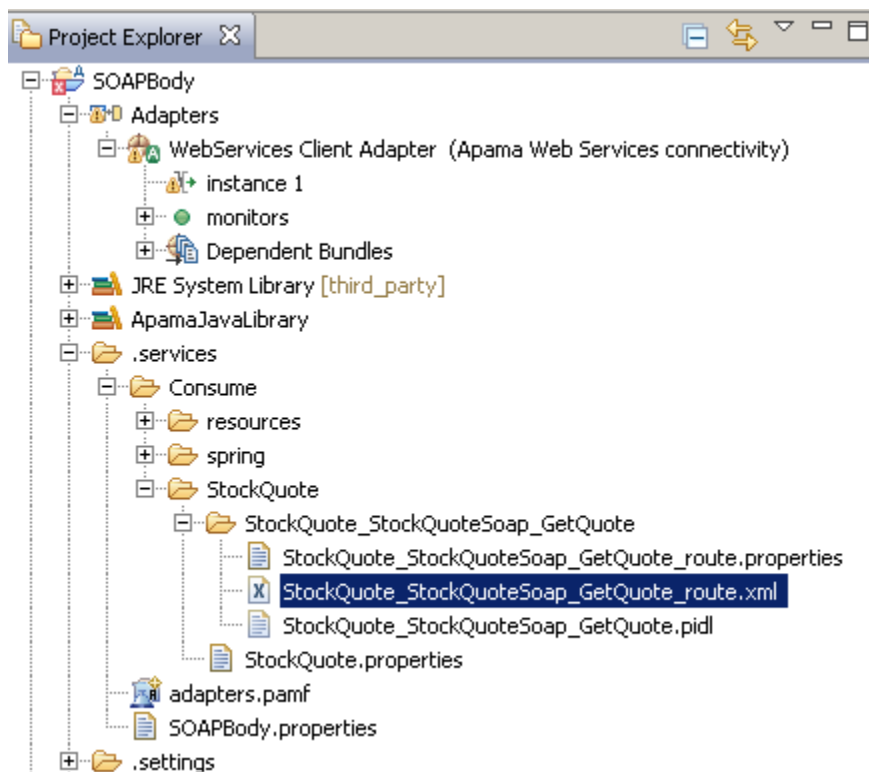 Project Explorer
SOAPBody
Adapters
WebServices Client Adapter (Apama Web Services connectivity)
instance 1
monitors
Dependent Bundles
JRE System Library [third_party]
ApamaJavaLibrary
.services
Consume
resources
spring
StockQuote
StockQuote_StockQuoteSoap_GetQuote
StockQuote_StockQuoteSoap_GetQuote_route.properties
StockQuote_StockQuoteSoap_GetQuote_route.xml
StockQuote_StockQuoteSoap_GetQuote.pidl
StockQuote.properties
adapters.pamf
SOAPBody.properties
.settings